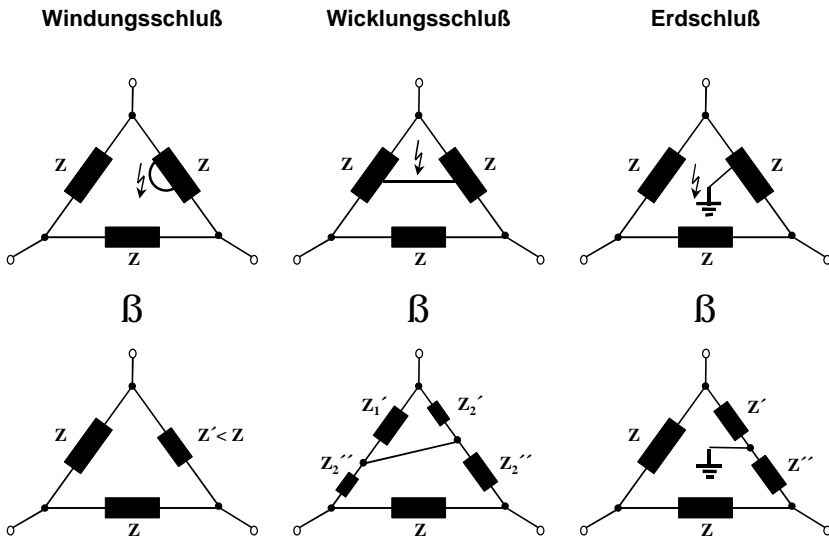 Windungsschluß Wicklungsschluß Erdschluß
Z Z Z Z Z Z
Z Z Z
ß ß ß
Z₁´ Z₂´ Z´
Z Z´< Z Z
Z₂´´ Z₂´´ Z´´
Z Z Z